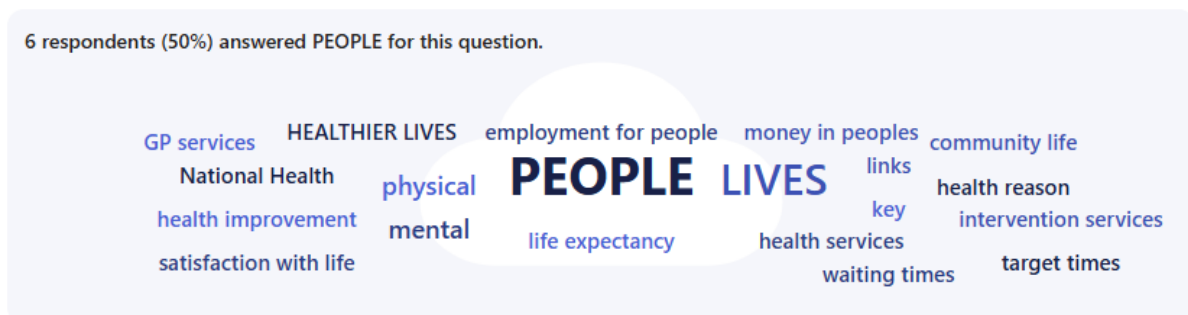 6 respondents (50%) answered PEOPLE for this question.
GP services
HEALTHIER LIVES
employment for people
money in peoples
community life
National Health
physical
PEOPLE
LIVES
links
health reason
health improvement
mental
key
intervention services
satisfaction with life
life expectancy
health services
waiting times
target times